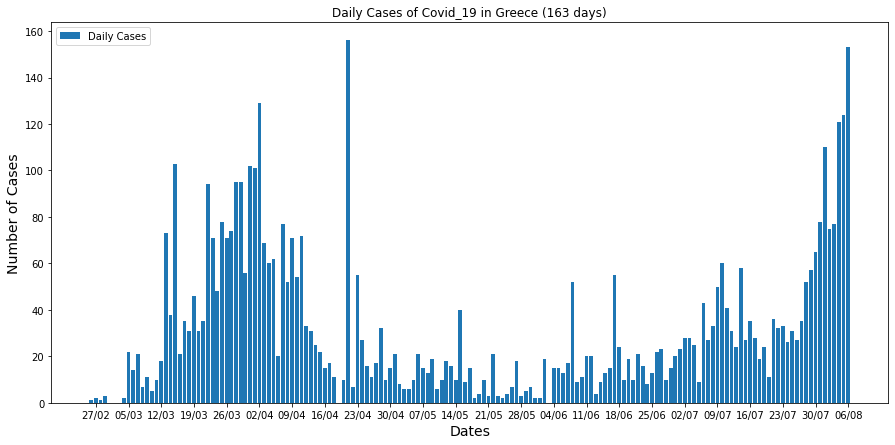 Daily Cases of Covid_19 in Greece (163 days)
Daily Cases
Number of Cases
160
140
120
100
80
60
40
20
0
27/02 05/03 12/03 19/03 26/03 02/04 09/04 16/04 23/04 30/04 07/05 14/05 21/05 28/05 04/06 11/06 18/06 25/06 02/07 09/07 16/07 23/07 30/07 06/08
Dates